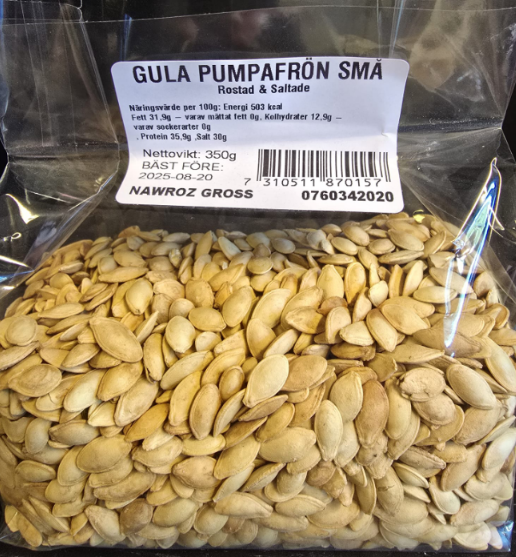 GULA PUMPAFRÖN SMÅ
Rostad & Saltade
Näringsvärde per 100g: Energi 503 kcal
Fett 31,9g – varav mättat fett 0g, Kolhydrater 12,9g –
varav sockerarter 0g
. Protein 35,9g ,Salt 30g
Nettovikt: 350g
BÄST FÖRE:
2025-08-20
7 310511 870157
NAWROZ GROSS 0760342020